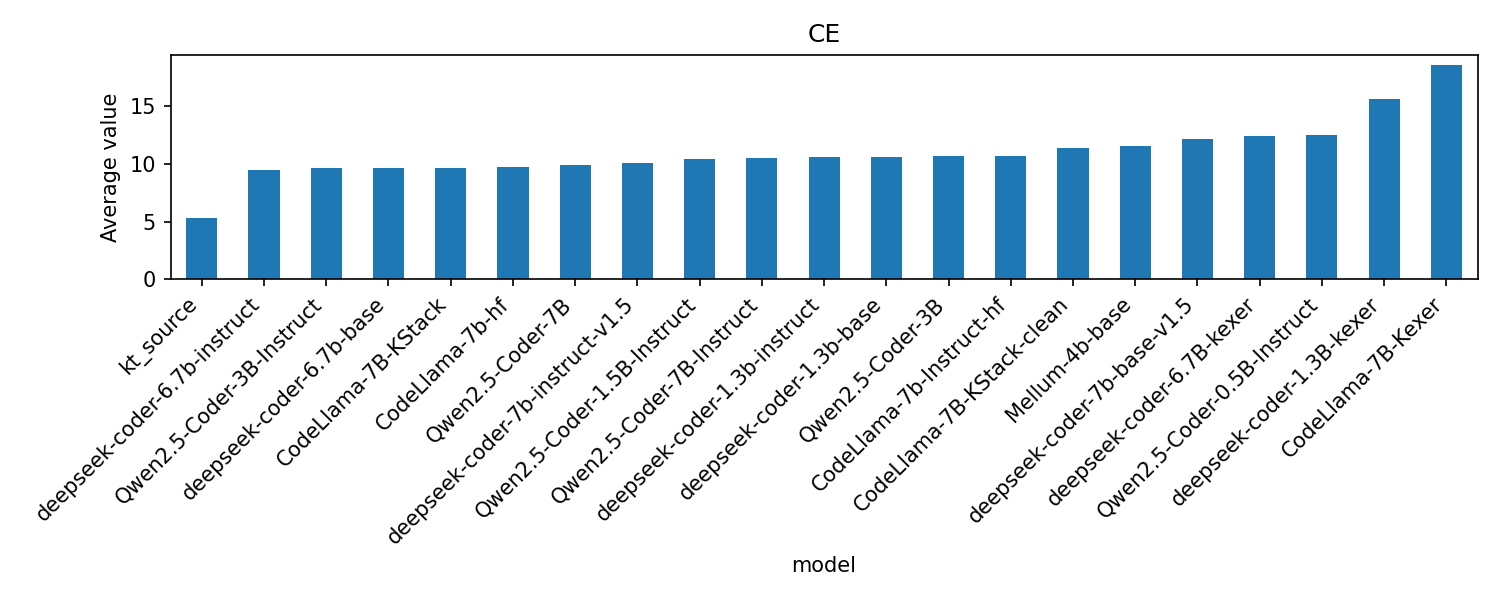 CE
Average value
15
10
5
0
kt_source
deepseek-coder-6.7b-instruct
Qwen2.5-Coder-3B-Instruct
deepseek-coder-6.7b-base
CodeLlama-7B-KStack
CodeLlama-7b-hf
Qwen2.5-Coder-7B
deepseek-coder-7b-instruct-v1.5
Qwen2.5-Coder-1.5B-Instruct
Qwen2.5-Coder-7B-Instruct
deepseek-coder-1.3b-instruct
deepseek-coder-1.3b-base
Qwen2.5-Coder-3B
CodeLlama-7b-Instruct-hf
CodeLlama-7B-KStack-clean
Mellum-4b-base
deepseek-coder-7b-base-v1.5
deepseek-coder-6.7B-kexer
Qwen2.5-Coder-0.5B-Instruct
deepseek-coder-1.3B-kexer
CodeLlama-7B-Kexer
model